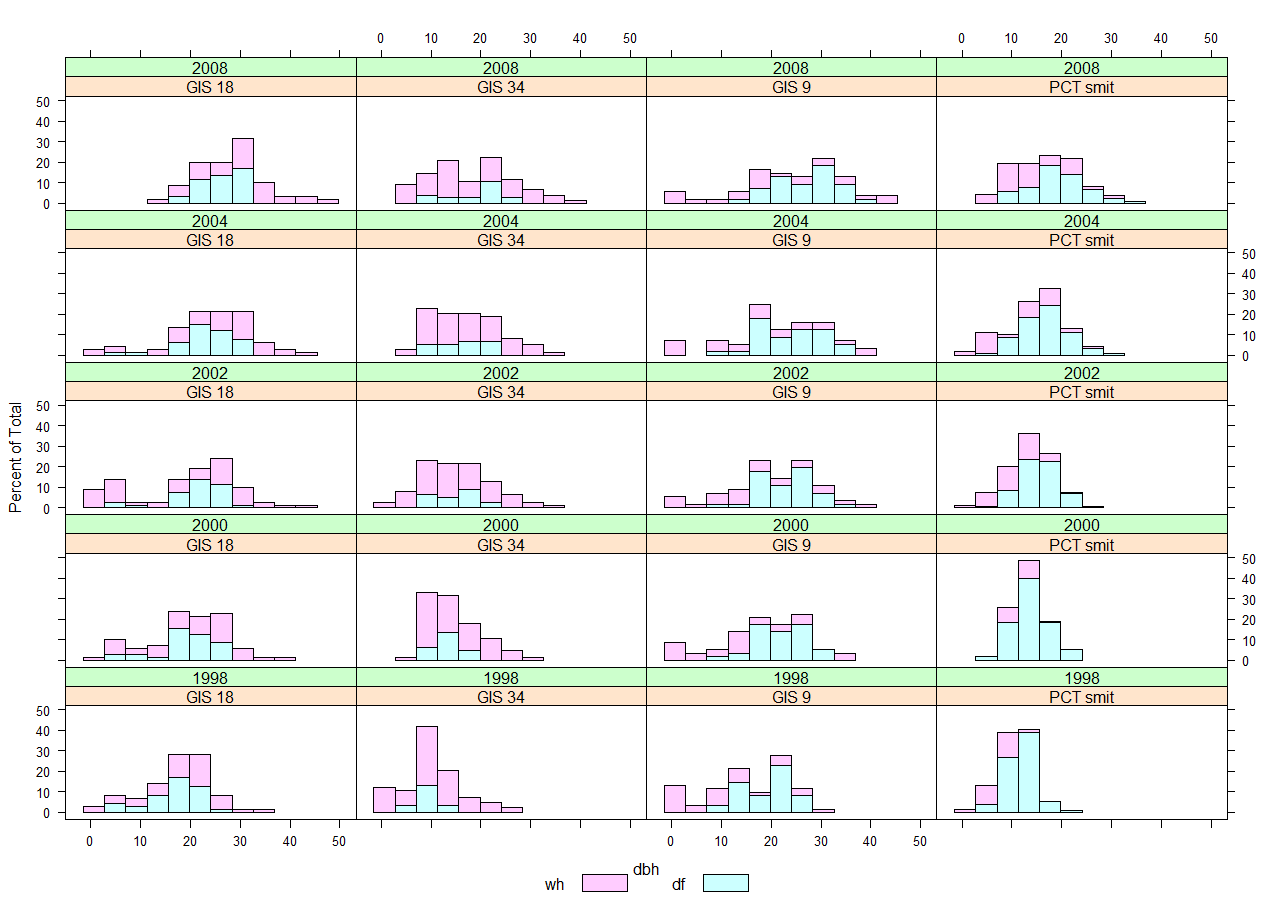 0 10 20 30 40 50 0 10 20 30 40 50
2008 2008 2008 2008
GIS 18 GIS 34 GIS 9 PCT smit
50
40
30
20
10
0
2004 2004 2004 2004
GIS 18 GIS 34 GIS 9 PCT smit
50
40
30
20
10
0
2002 2002 2002 2002
GIS 18 GIS 34 GIS 9 PCT smit
50
40
30
20
10
0
Percent of Total
2000 2000 2000 2000
GIS 18 GIS 34 GIS 9 PCT smit
50
40
30
20
10
0
1998 1998 1998 1998
GIS 18 GIS 34 GIS 9 PCT smit
50
40
30
20
10
0
0 10 20 30 40 50 0 10 20 30 40 50
dbh
wh df